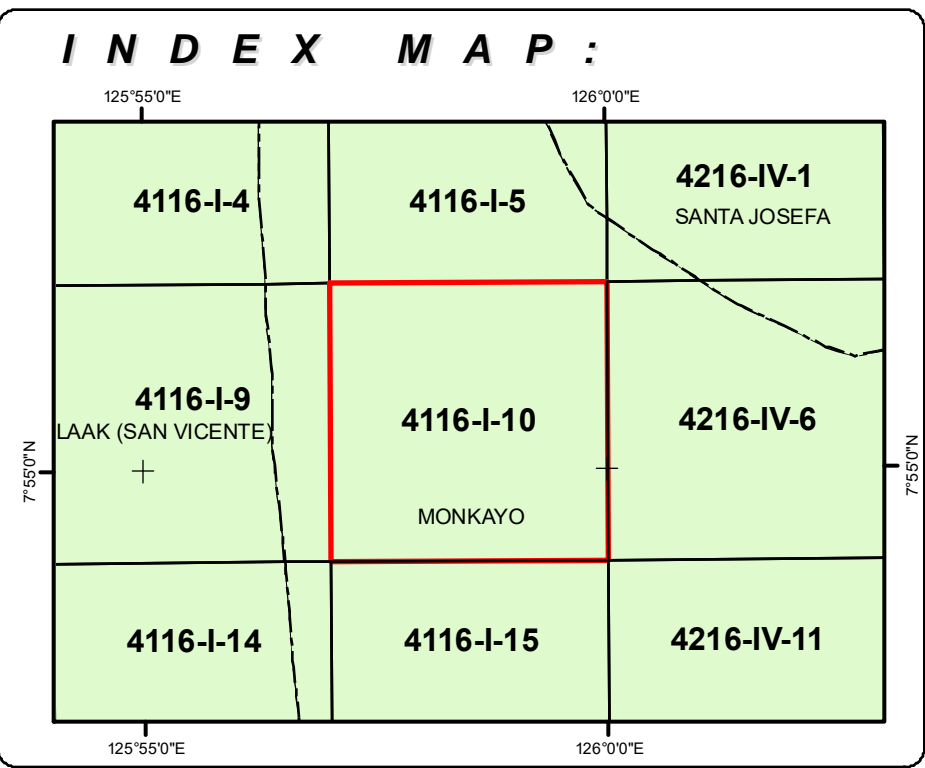 INDEX MAP:
125°55'0"E
126°0'0"E
4116-I-4
4116-I-5
4216-IV-1
SANTA JOSEFA
4116-I-9
LAAK (SAN VICENTE)
4116-I-10
4216-IV-6
7°55'0"N
7°55'0"N
MONKAYO
4116-I-14
4116-I-15
4216-IV-11
125°55'0"E
126°0'0"E